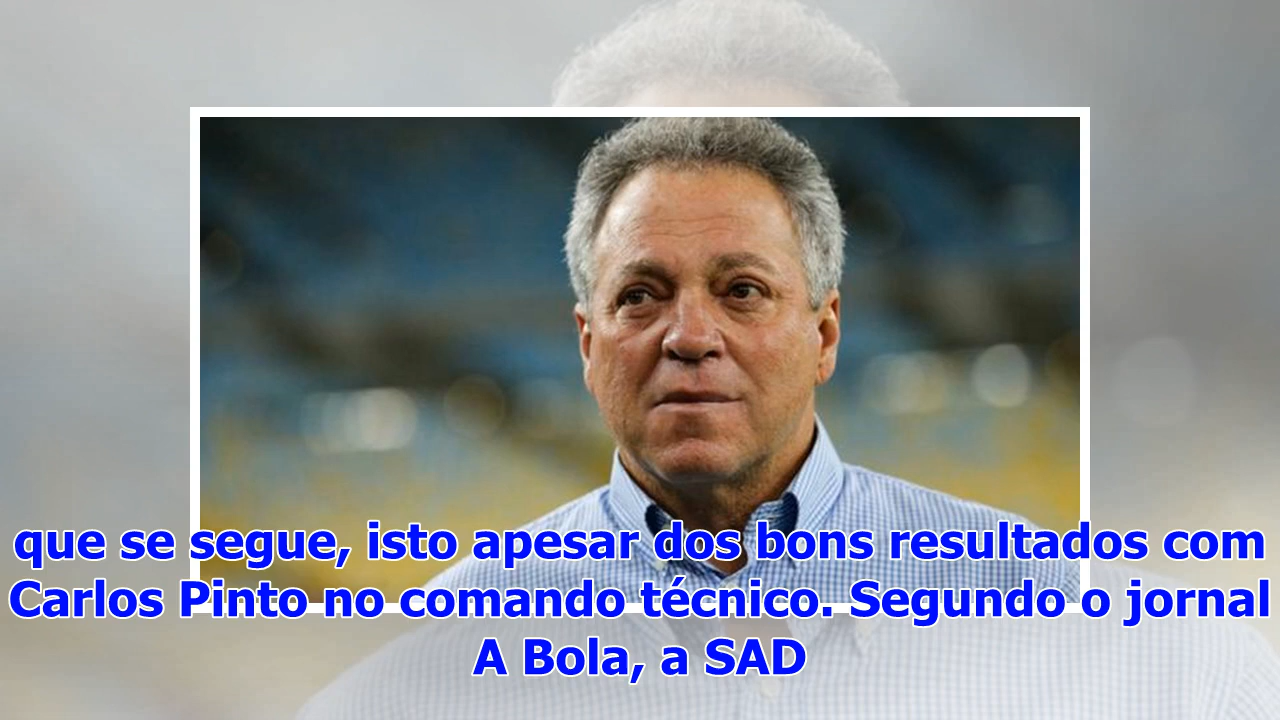 que se segue, isto apesar dos bons resultados com
Carlos Pinto no comando técnico. Segundo o jornal
A Bola, a SAD